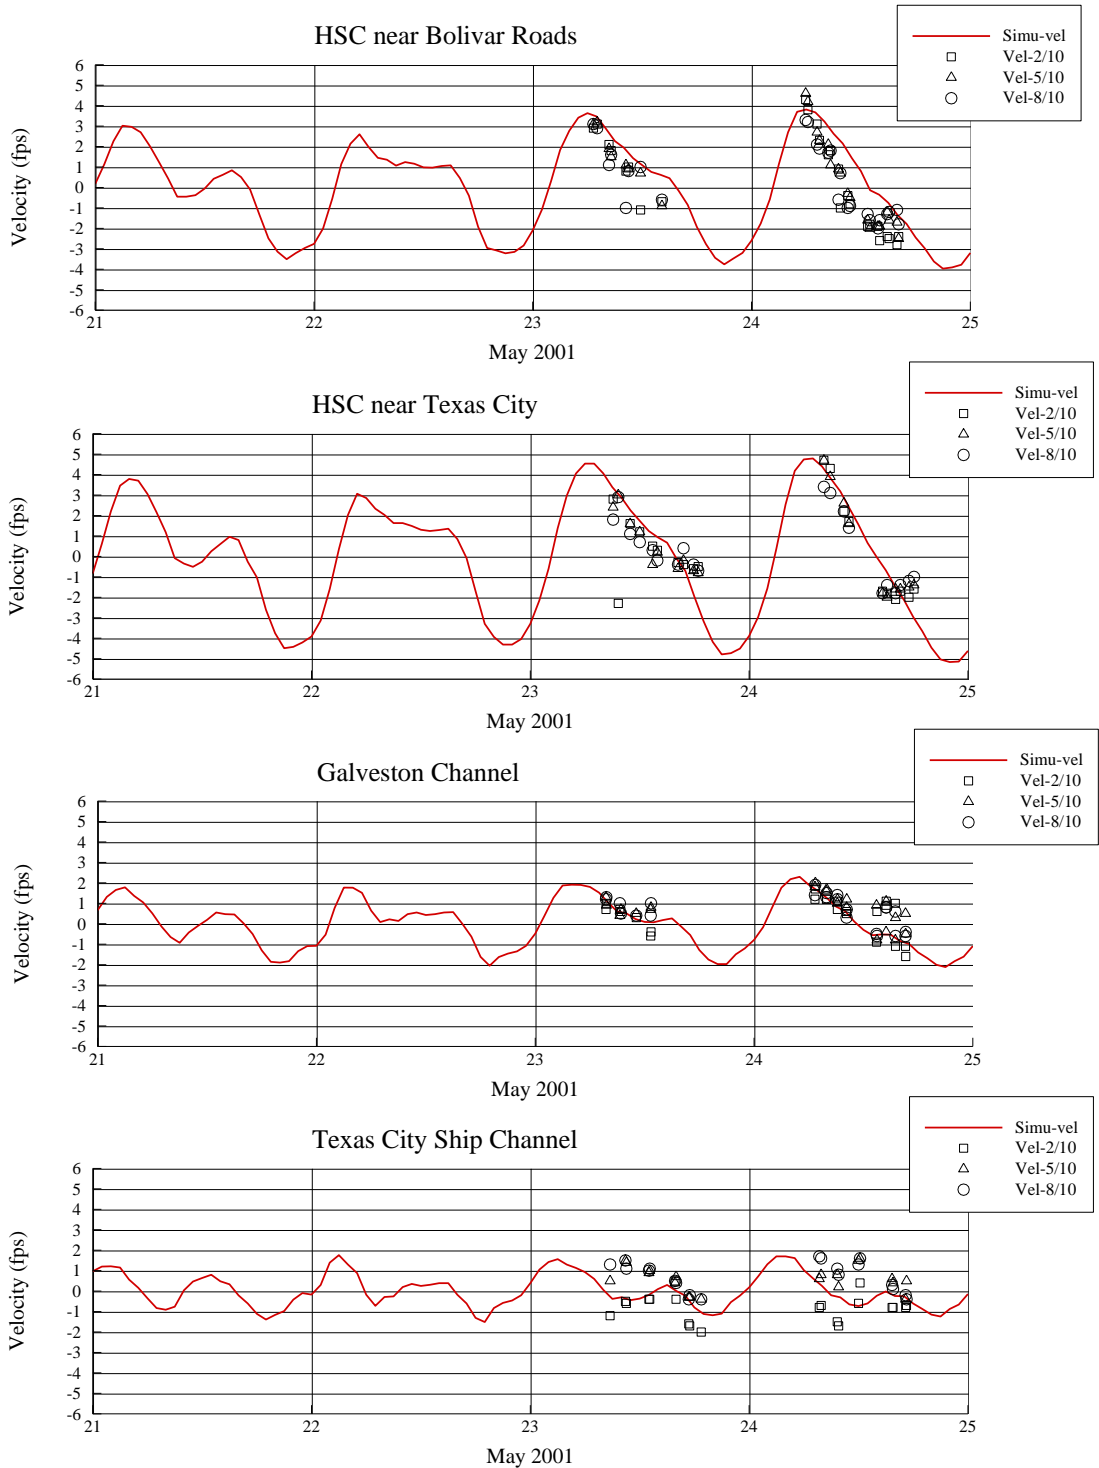 HSC near Bolivar Roads
Simu-vel
Vel-2/10
Vel-5/10
Vel-8/10
Velocity (fps)
6
5
4
3
2
1
0
-1
-2
-3
-4
-5
-6
21 22 23 24 25
May 2001
HSC near Texas City
Simu-vel
Vel-2/10
Vel-5/10
Vel-8/10
Velocity (fps)
6
5
4
3
2
1
0
-1
-2
-3
-4
-5
-6
21 22 23 24 25
May 2001
Galveston Channel
Simu-vel
Vel-2/10
Vel-5/10
Vel-8/10
Velocity (fps)
6
5
4
3
2
1
0
-1
-2
-3
-4
-5
-6
21 22 23 24 25
May 2001
Texas City Ship Channel
Simu-vel
Vel-2/10
Vel-5/10
Vel-8/10
Velocity (fps)
6
5
4
3
2
1
0
-1
-2
-3
-4
-5
-6
21 22 23 24 25
May 2001